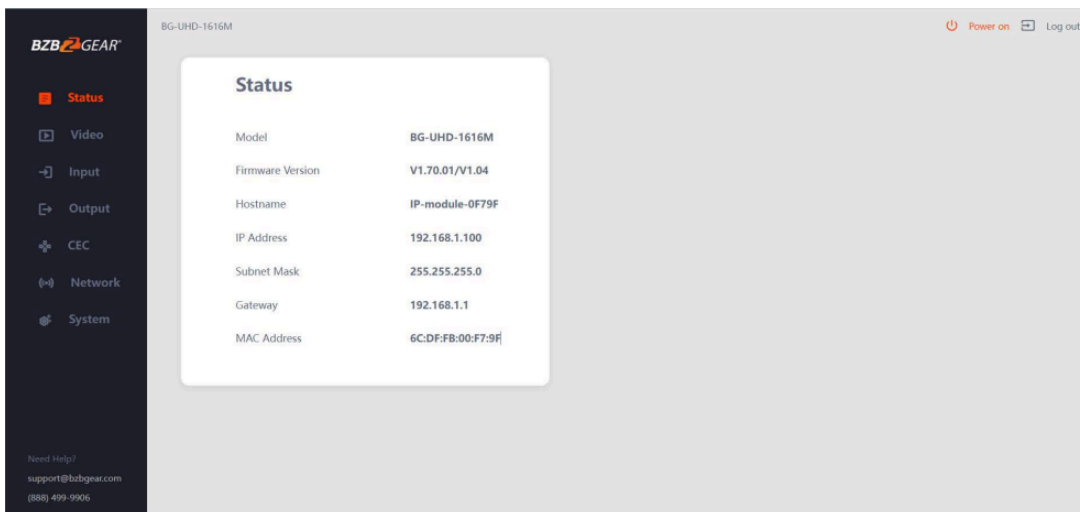 BZBGEAR
BG-UHD-1616M
Power on
Log out
Status
Video
Input
Output
CEC
Network
System
Need Help?
support@bzbgear.com
(888) 499-9906
Status
Model BG-UHD-1616M
Firmware Version V1.70.01/V1.04
Hostname IP-module-0F79F
IP Address 192.168.1.100
Subnet Mask 255.255.255.0
Gateway 192.168.1.1
MAC Address 6C:DF:FB:00:F7:9F